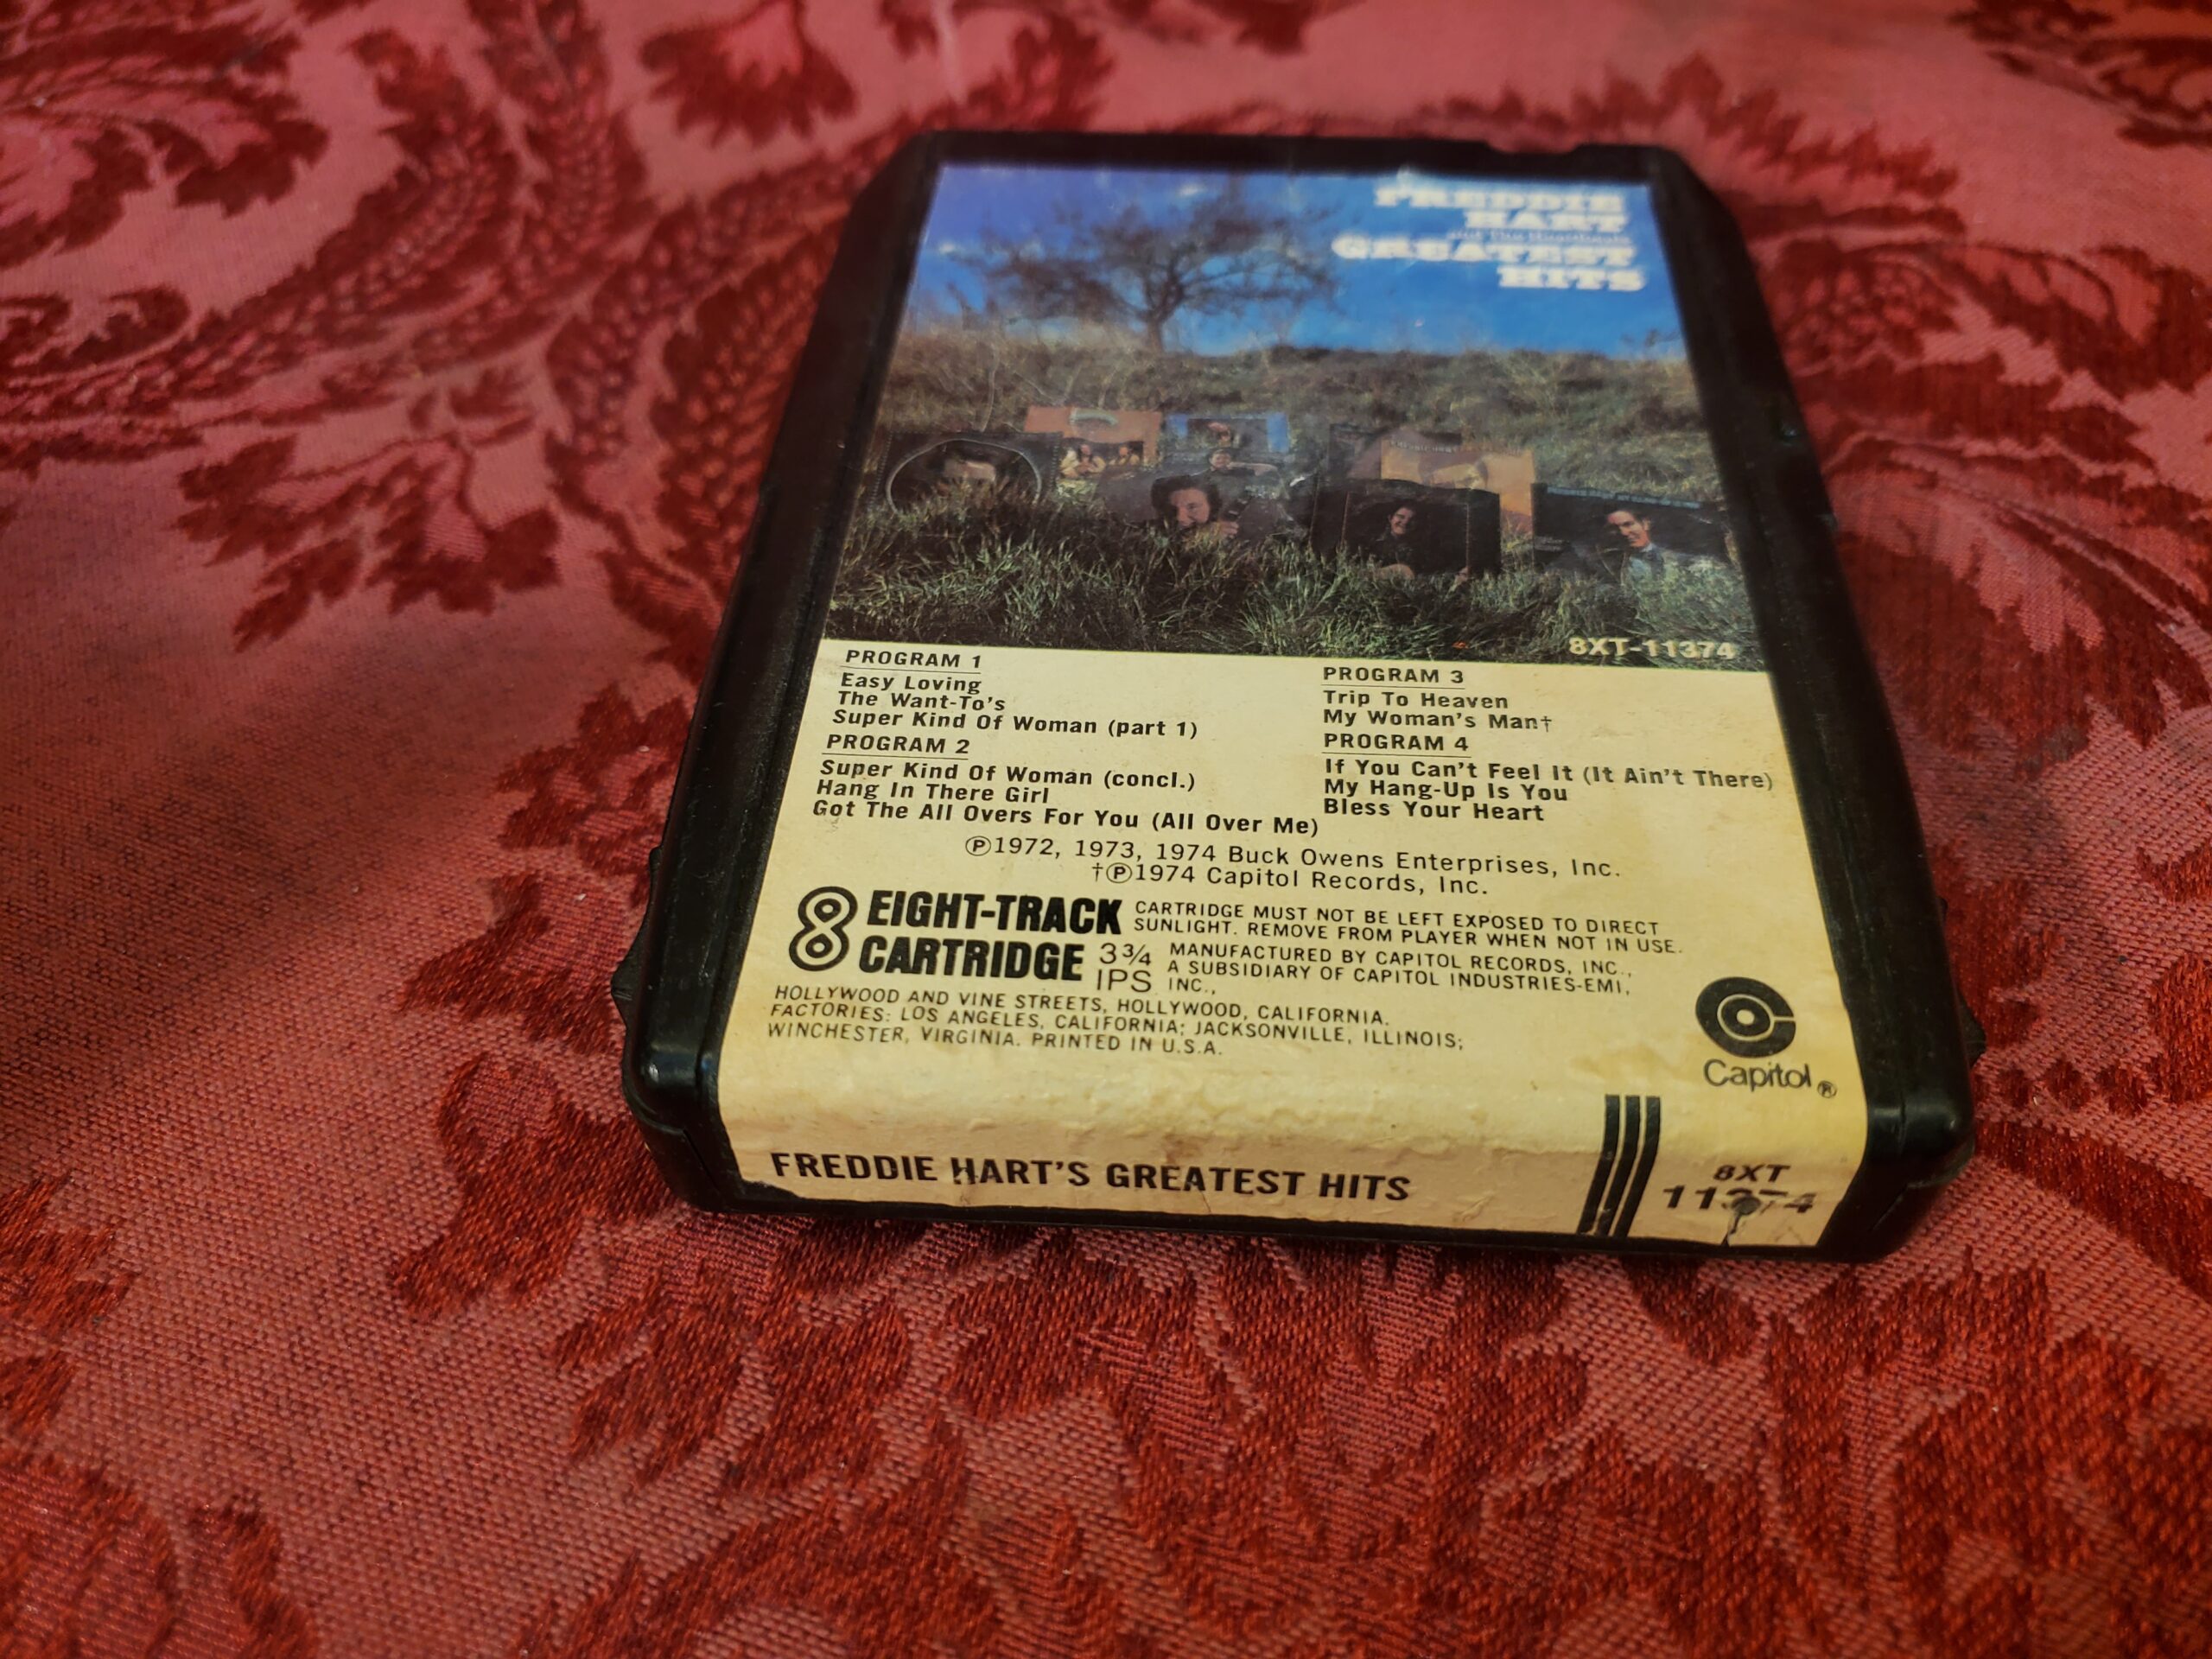 FREDDIE
HART
and The Heartbeats
GREATEST
HITS
8XT-11374
PROGRAM 1
Easy Loving
The Want-To's
Super Kind Of Woman (part 1)
PROGRAM 2
Super Kind Of Woman (concl.)
Hang In There Girl
Got The All Overs For You (All Over Me)
PROGRAM 3
Trip To Heaven
My Woman's Man†
PROGRAM 4
If You Can't Feel It (It Ain't There)
My Hang-Up Is You
Bless Your Heart
℗1972, 1973, 1974 Buck Owens Enterprises, Inc.
†℗1974 Capitol Records, Inc.
8 EIGHT-TRACK
CARTRIDGE
3¾
IPS
CARTRIDGE MUST NOT BE LEFT EXPOSED TO DIRECT
SUNLIGHT. REMOVE FROM PLAYER WHEN NOT IN USE.
MANUFACTURED BY CAPITOL RECORDS, INC.,
A SUBSIDIARY OF CAPITOL INDUSTRIES-EMI,
INC.,
HOLLYWOOD AND VINE STREETS, HOLLYWOOD, CALIFORNIA.
FACTORIES: LOS ANGELES, CALIFORNIA; JACKSONVILLE, ILLINOIS;
WINCHESTER, VIRGINIA. PRINTED IN U.S.A.
Capitol®
FREDDIE HART'S GREATEST HITS
8XT
11374